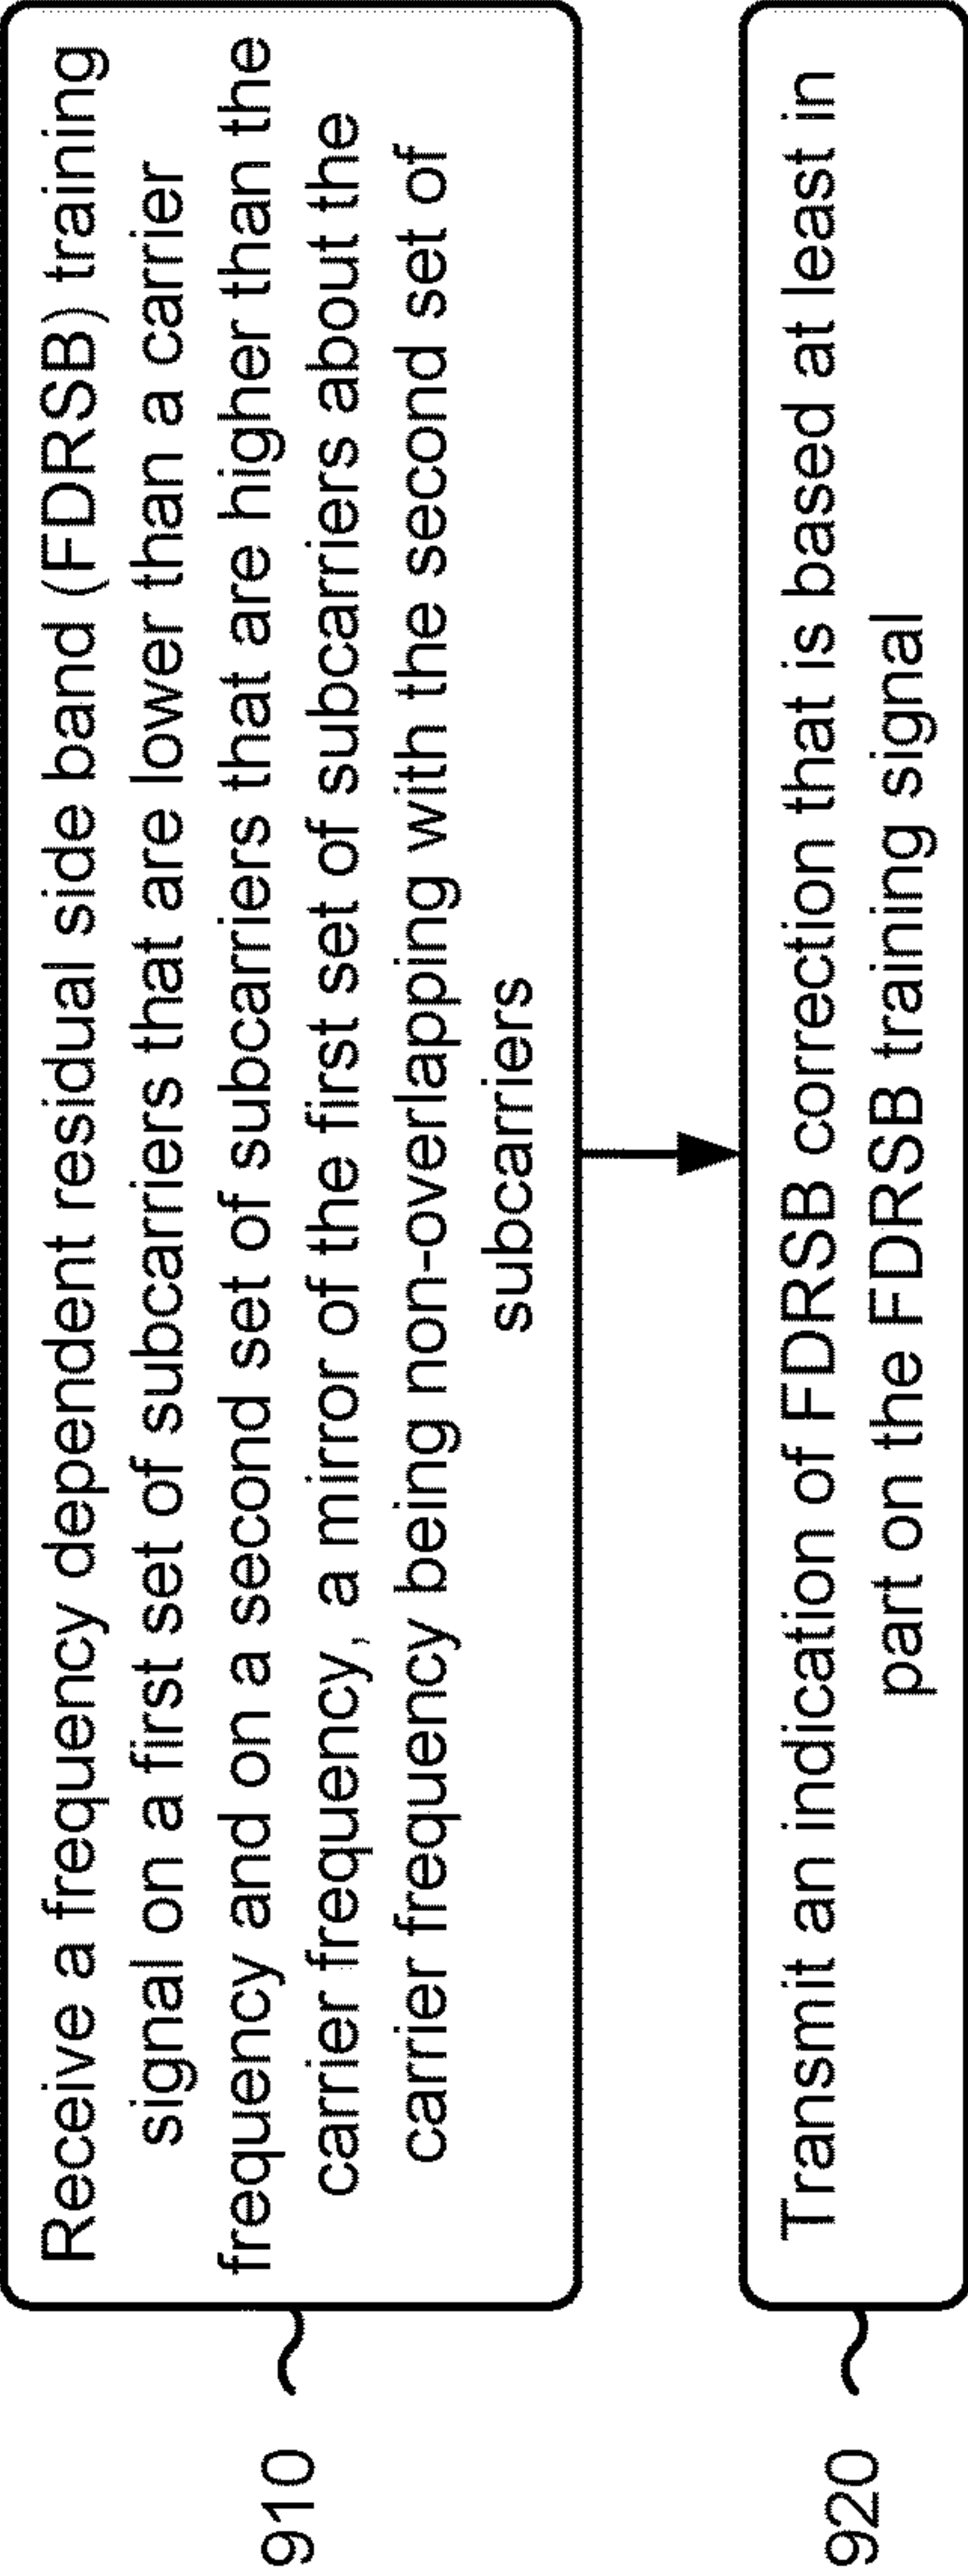 910
Receive a frequency dependent residual side band (FDRSB) training
signal on a first set of subcarriers that are lower than a carrier
frequency and on a second set of subcarriers that are higher than the
carrier frequency, a mirror of the first set of subcarriers about the
carrier frequency being non-overlapping with the second set of
subcarriers
920
Transmit an indication of FDRSB correction that is based at least in
part on the FDRSB training signal